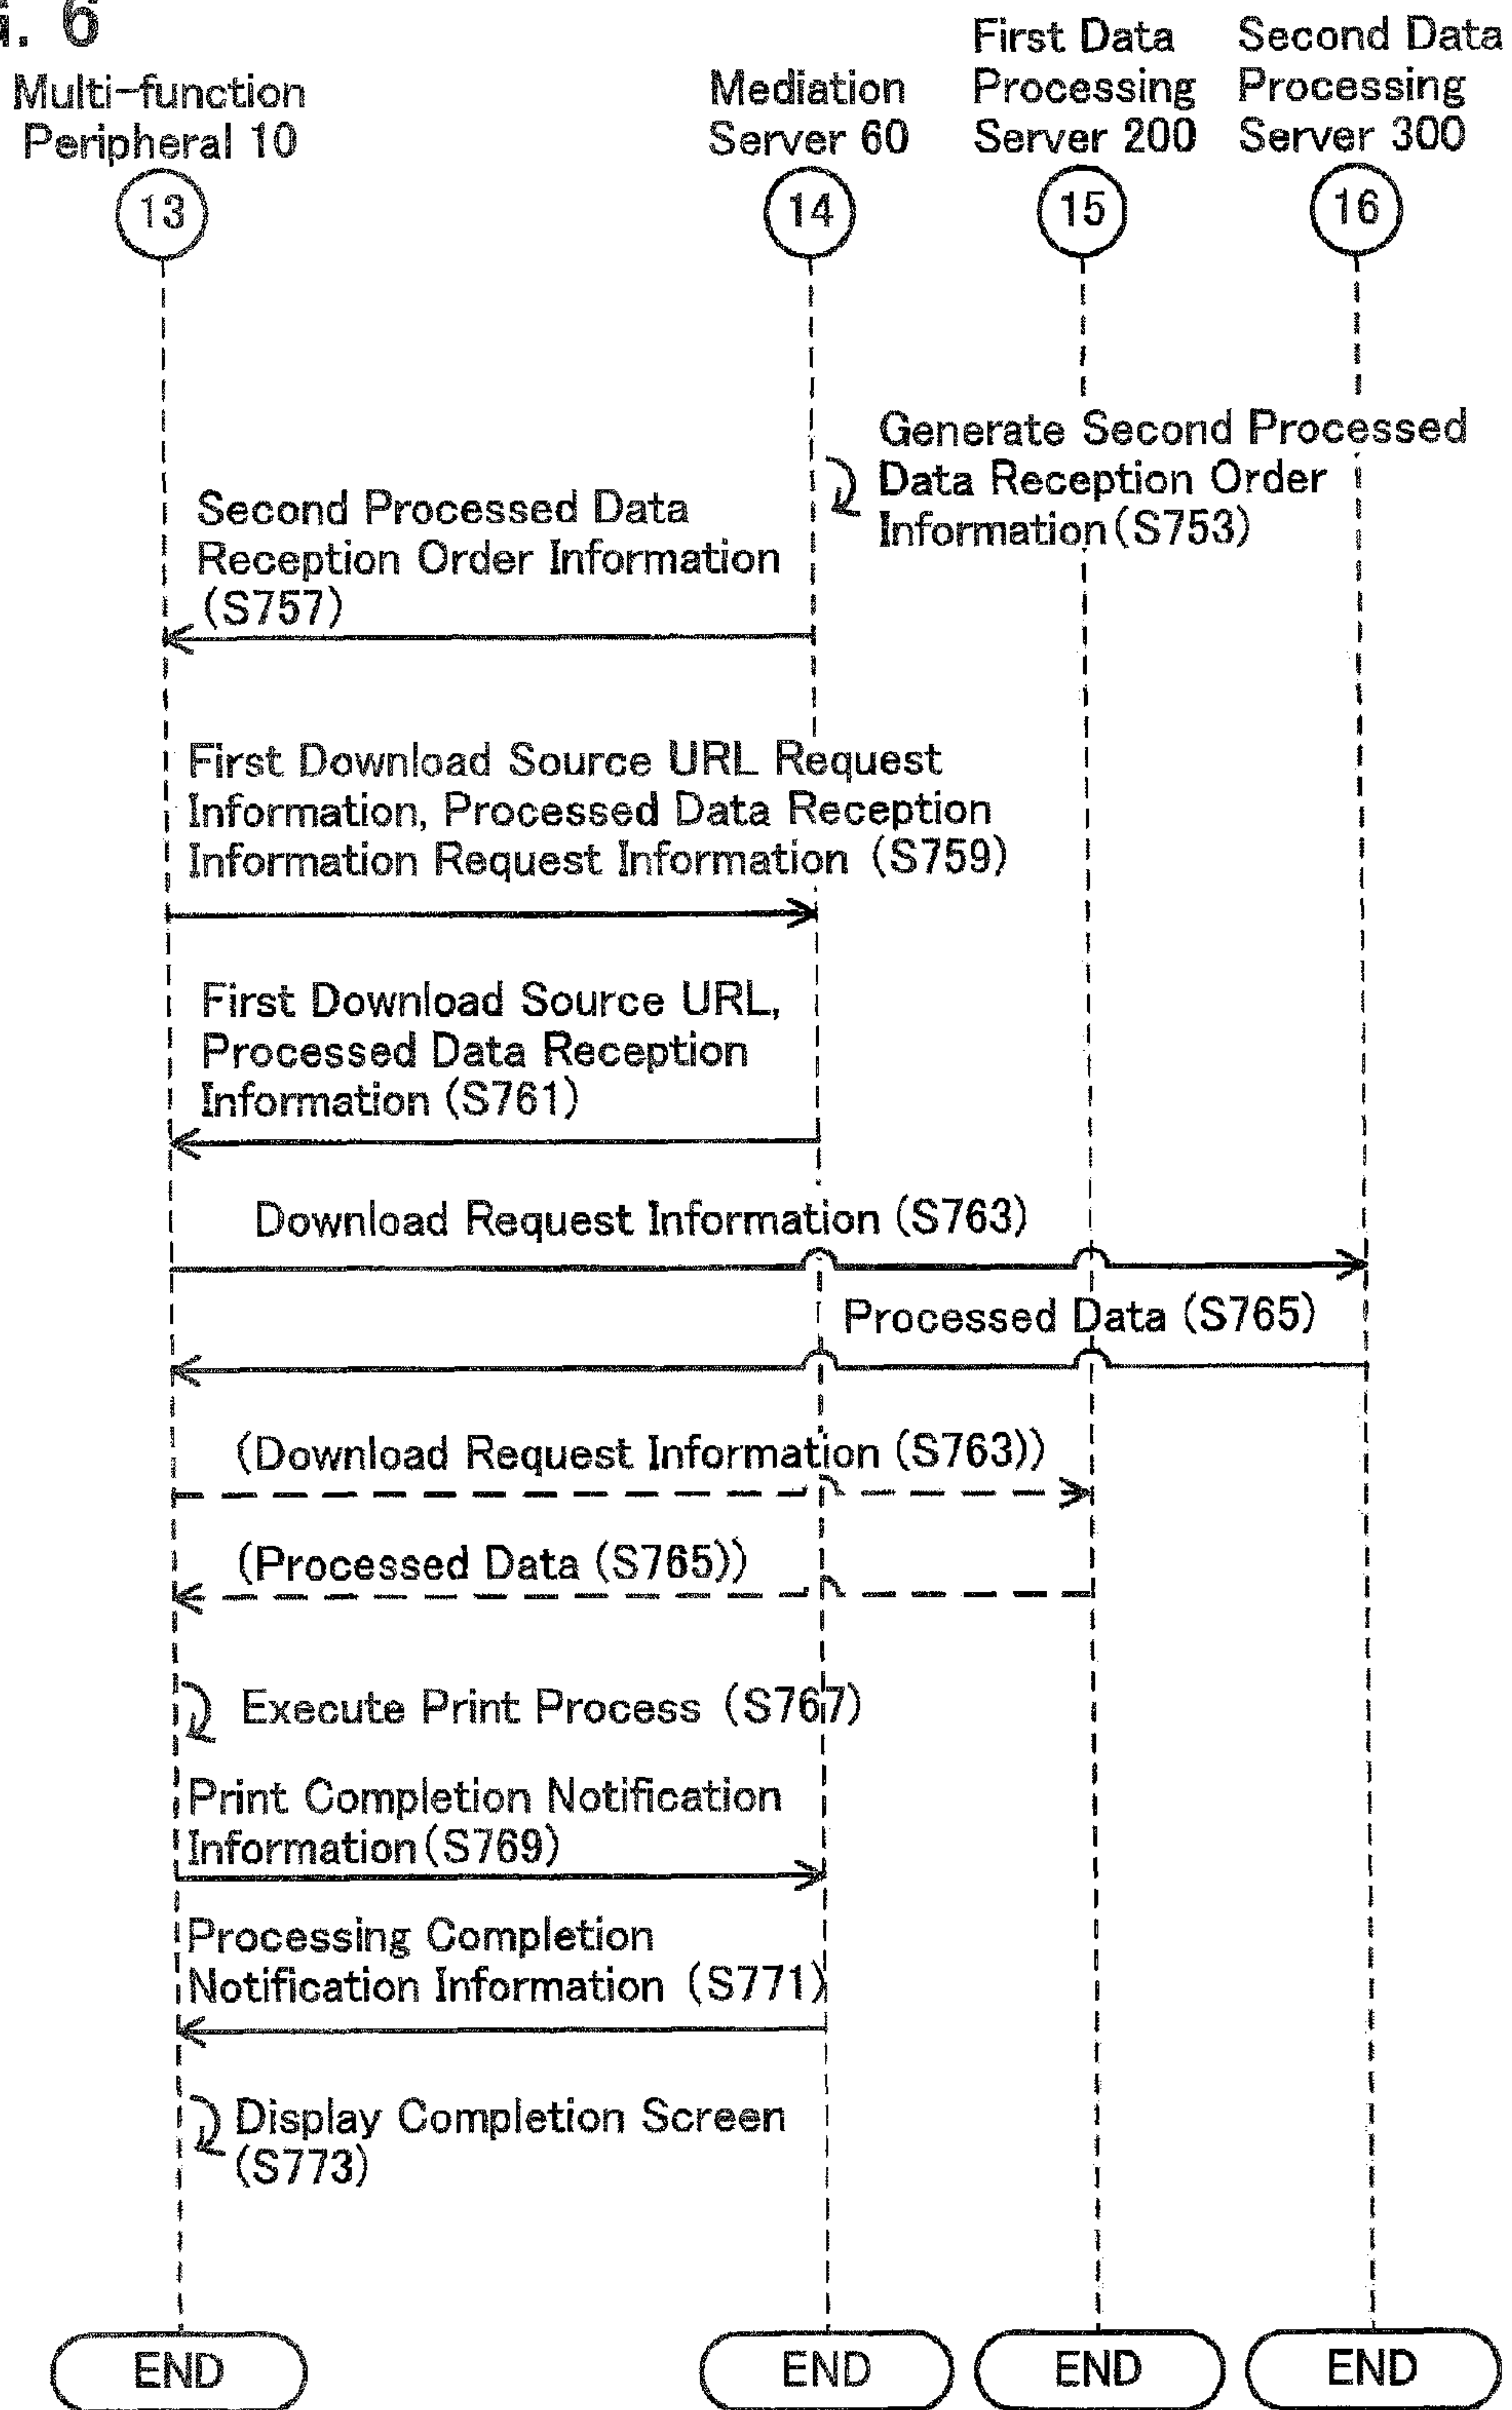 . 6
Multi-function
Peripheral 10
Mediation
Server 60
First Data
Processing
Server 200
Second Data
Processing
Server 300
13
14
15
16
Generate Second Processed
Data Reception Order
Information(S753)
Second Processed Data
Reception Order Information
(S757)
First Download Source URL Request
Information, Processed Data Reception
Information Request Information (S759)
First Download Source URL,
Processed Data Reception
Information (S761)
Download Request Information (S763)
Processed Data (S765)
(Download Request Information (S763))
(Processed Data (S765))
Execute Print Process (S767)
Print Completion Notification
Information(S769)
Processing Completion
Notification Information (S771)
Display Completion Screen
(S773)
END
END
END
END